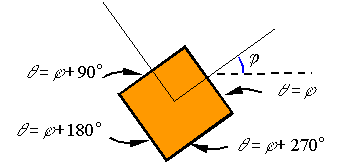 φ
θ = φ+ 90°
θ = φ
θ = φ+ 180°
θ = φ+ 270°